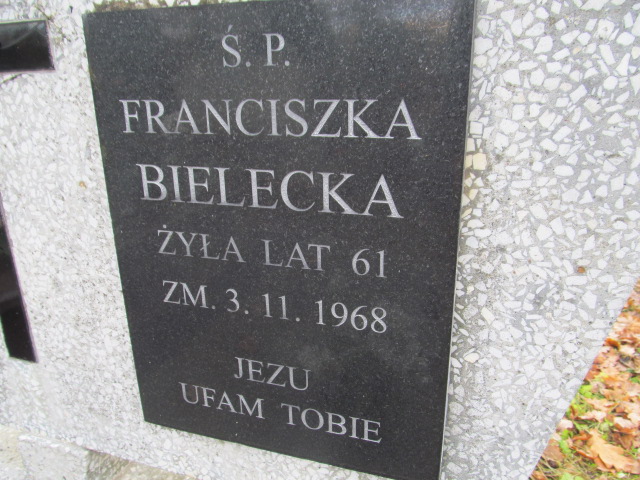 Ś. P.
FRANCISZKA
BIELECKA
ŻYŁA LAT 61
ZM. 3. 11. 1968
JEZU
UFAM TOBIE